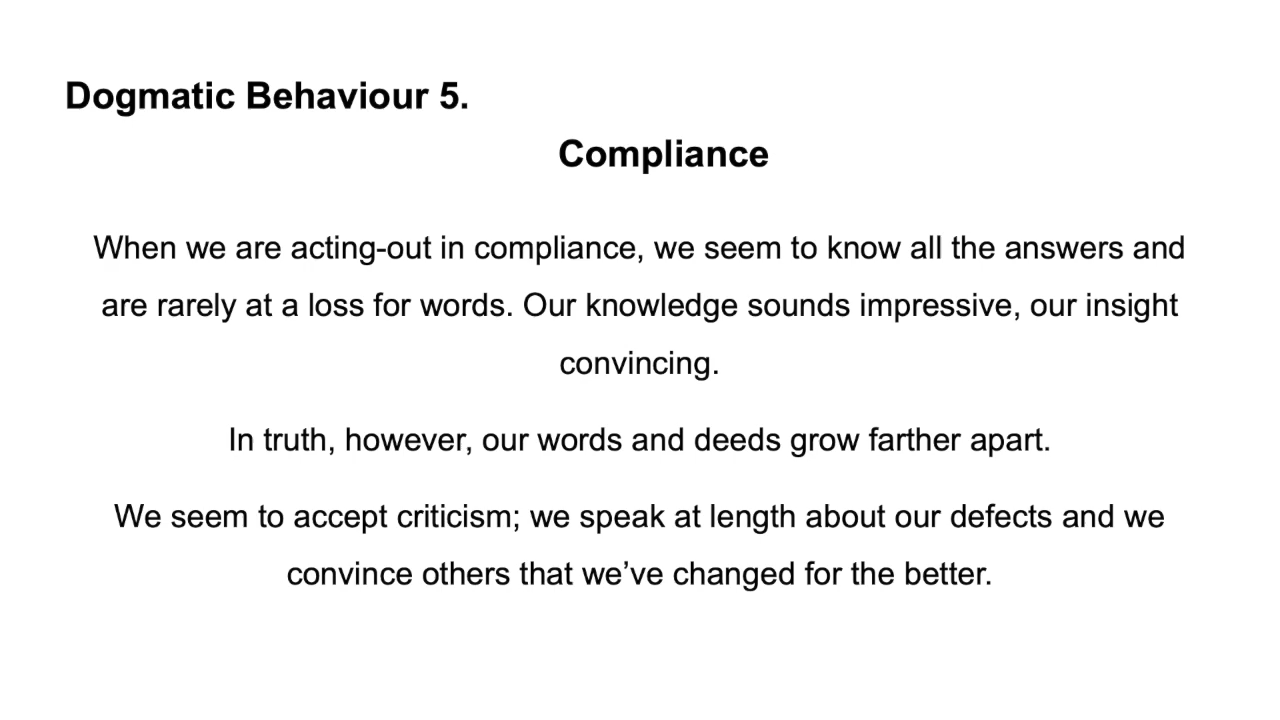 Dogmatic Behaviour 5.
Compliance
When we are acting-out in compliance, we seem to know all the answers and
are rarely at a loss for words. Our knowledge sounds impressive, our insight
convincing.
In truth, however, our words and deeds grow farther apart.
We seem to accept criticism; we speak at length about our defects and we
convince others that we’ve changed for the better.